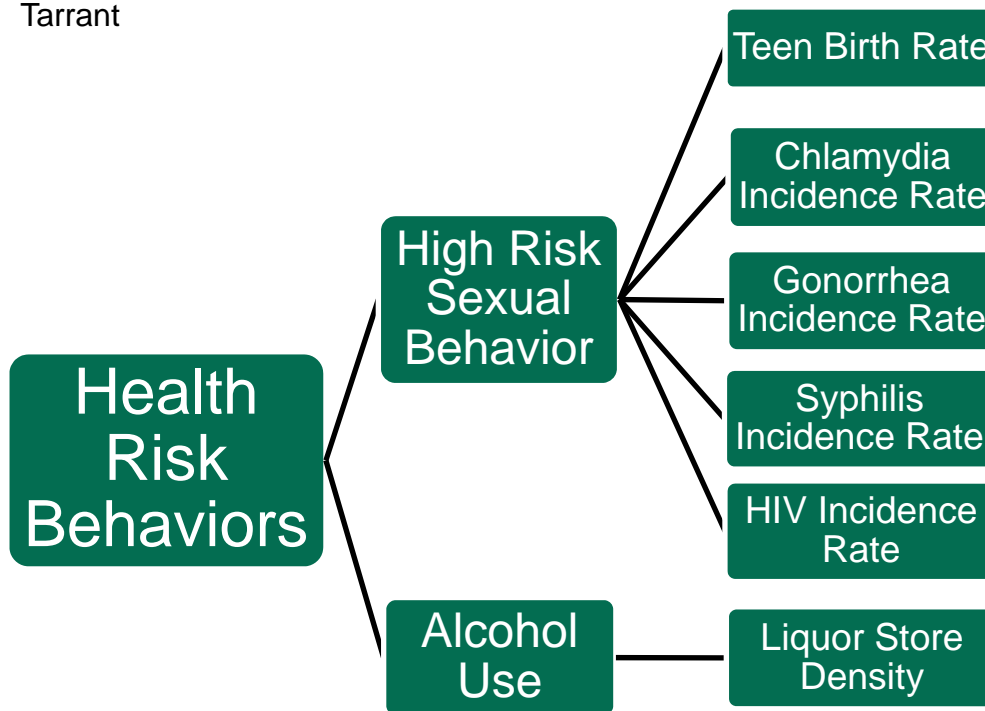 Tarrant
Teen Birth Rate
Chlamydia
Incidence Rate
High Risk
Sexual
Behavior
Gonorrhea
Incidence Rate
Health
Risk
Behaviors
Syphilis
Incidence Rate
HIV Incidence
Rate
Alcohol
Use
Liquor Store
Density